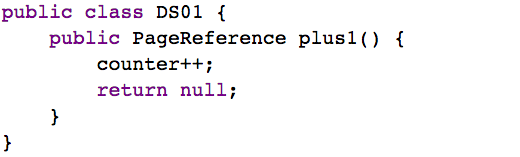 public class DS01 {
    public PageReference plus1() {
        counter++;
        return null;
    }
}